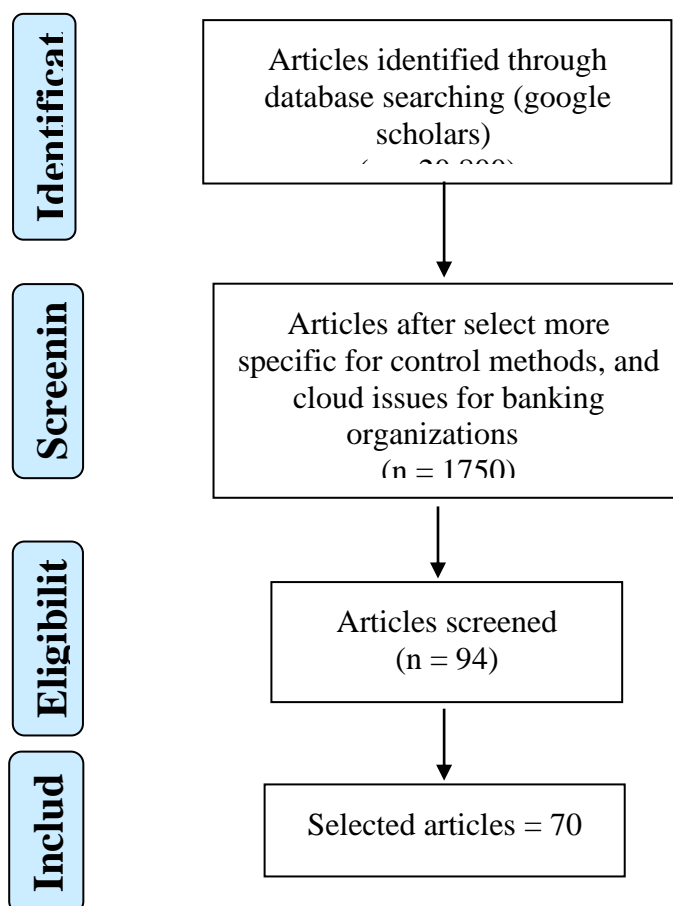 Identificat
Articles identified through
database searching (google
scholars)
Screenin
Articles after select more
specific for control methods, and
cloud issues for banking
organizations
(n = 1750)
Eligibilit
Articles screened
(n = 94)
Includ
Selected articles = 70